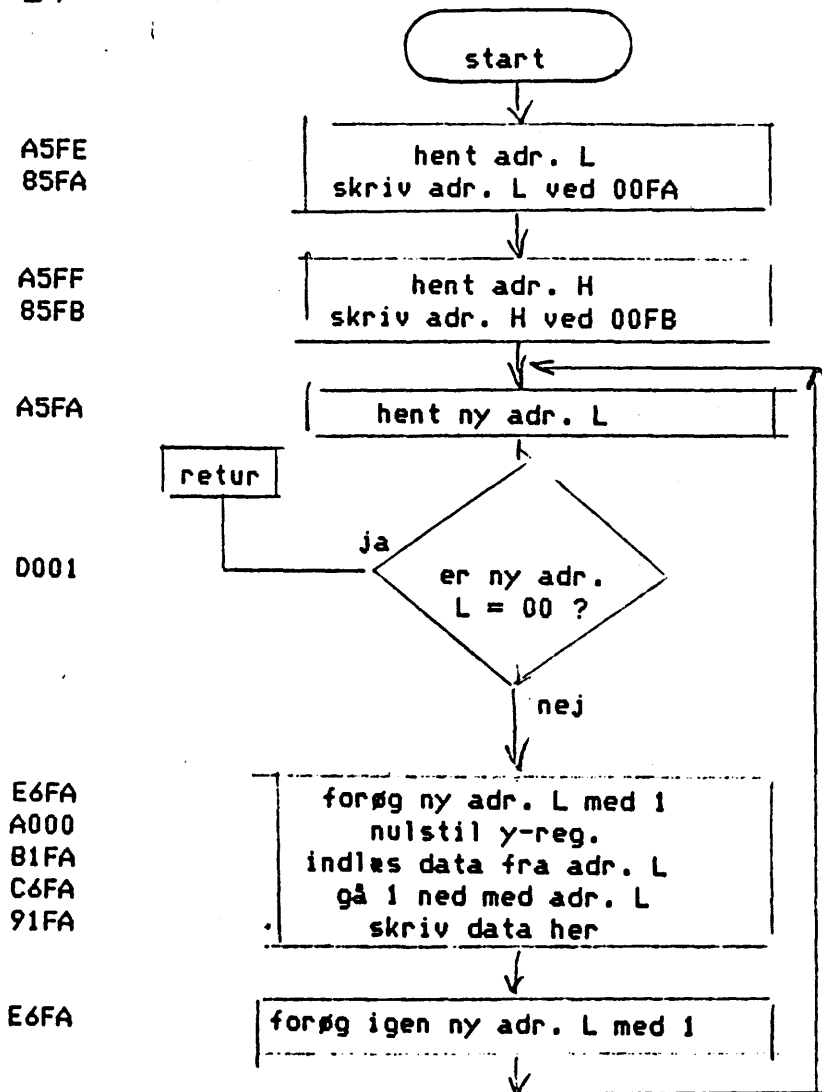 start
A5FE
hent adr. L
85FA
skriv adr. L ved 00FA
A5FF
hent adr. H
85FB
skriv adr. H ved 00FB
A5FA
hent ny adr. L
retur
ja
D001
er ny adr.
L = 00 ?
nej
E6FA
forøg ny adr. L med 1
A000
nulstil y-reg.
B1FA
indlæs data fra adr. L
C6FA
gå 1 ned med adr. L
91FA
skriv data her
E6FA
forøg igen ny adr. L med 1